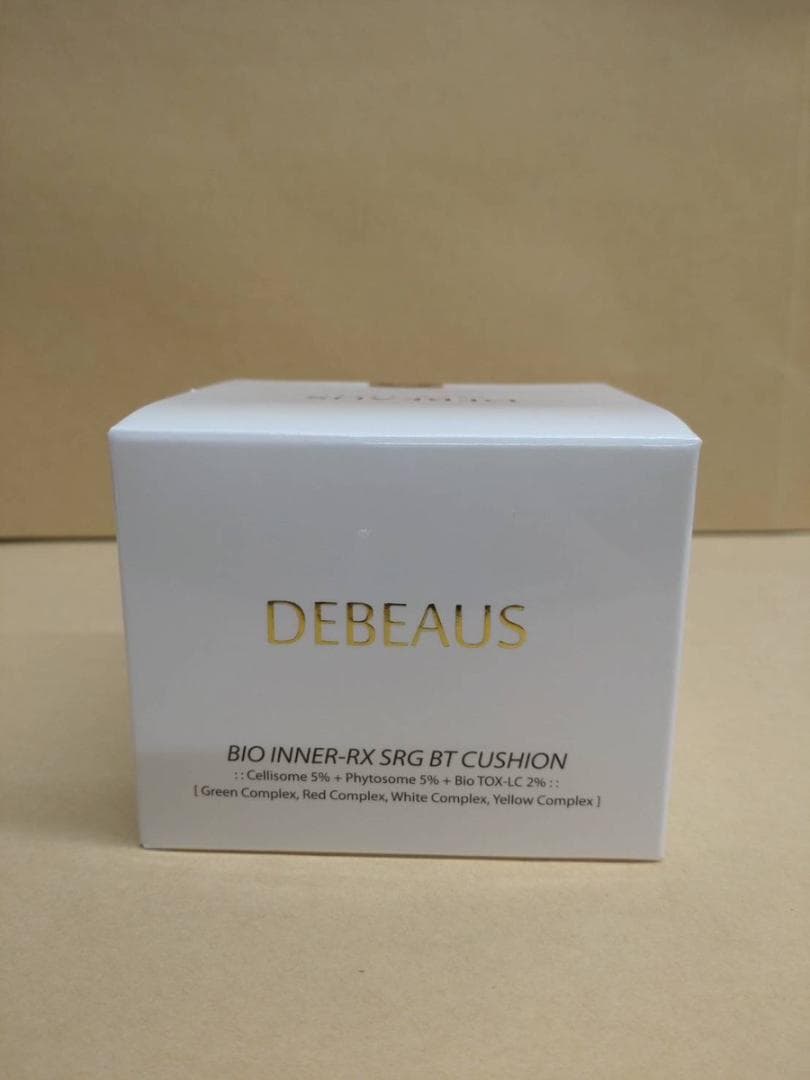 DEBEAUS
DEBEAUS
BIO INNER-RX SRG BT CUSHION
:: Cellisome 5% + Phytosome 5% + Bio TOX-LC 2% ::
[ Green Complex, Red Complex, White Complex, Yellow Complex ]